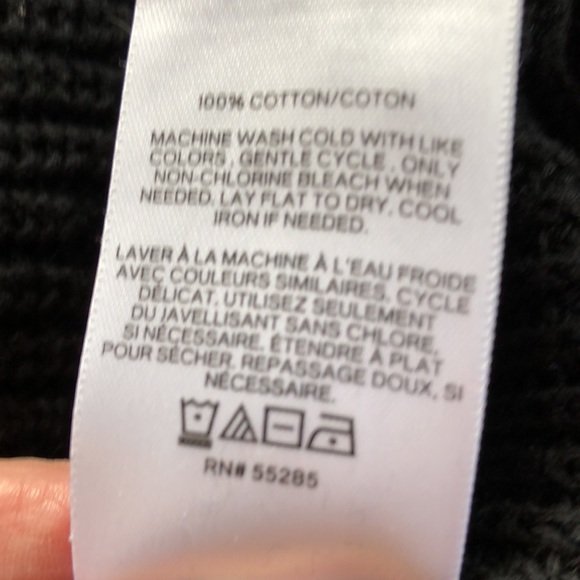 100% COTTON/COTON
MACHINE WASH COLD WITH LIKE
COLORS, GENTLE CYCLE, ONLY
NON-CHLORINE BLEACH WHEN
NEEDED. LAY FLAT TO DRY. COOL
IRON IF NEEDED.
LAVER À LA MACHINE À L'EAU FROIDE
AVEC COULEURS SIMILAIRES, CYCLE
DÉLICAT. UTILISEZ SEULEMENT
DU JAVELLISANT SANS CHLORE,
SI NÉCESSAIRE. ÉTENDRE À PLAT
POUR SÉCHER. REPASSAGE DOUX, SI
NÉCESSAIRE.
RN# 55285